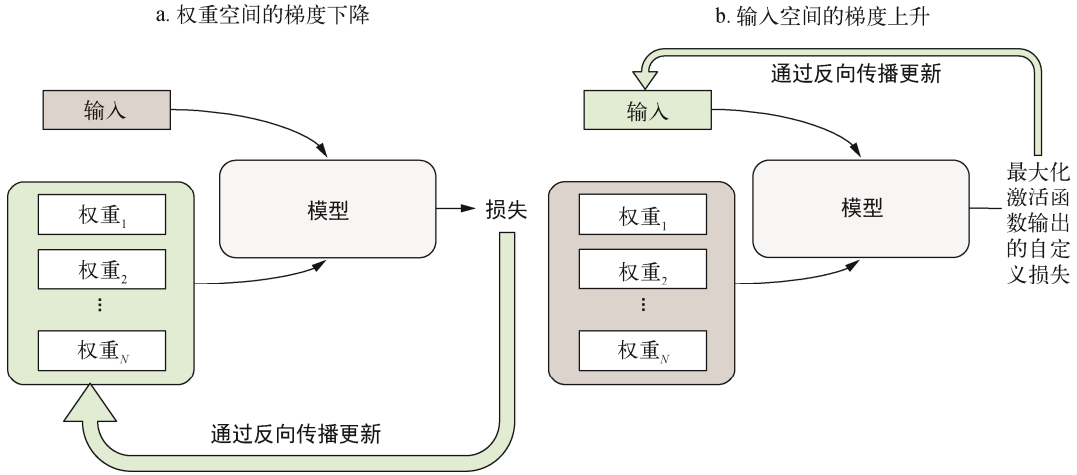 a. 权重空间的梯度下降
输入
权重1
权重2
⋮
权重N
模型
损失
通过反向传播更新
b. 输入空间的梯度上升
通过反向传播更新
输入
权重1
权重2
⋮
权重N
模型
最大化
激活函
数输出
的自定
义损失